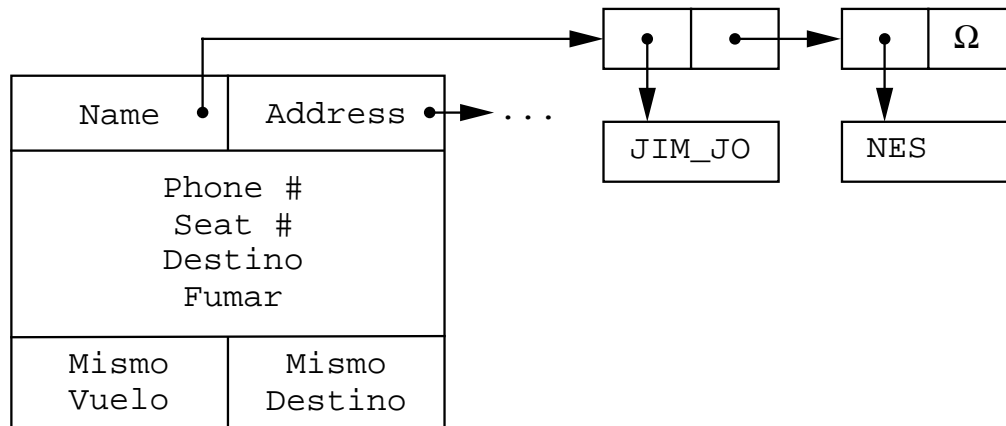 Ω
Name Address ...
JIM_JO NES
Phone #
Seat #
Destino
Fumar
Mismo Mismo
Vuelo Destino